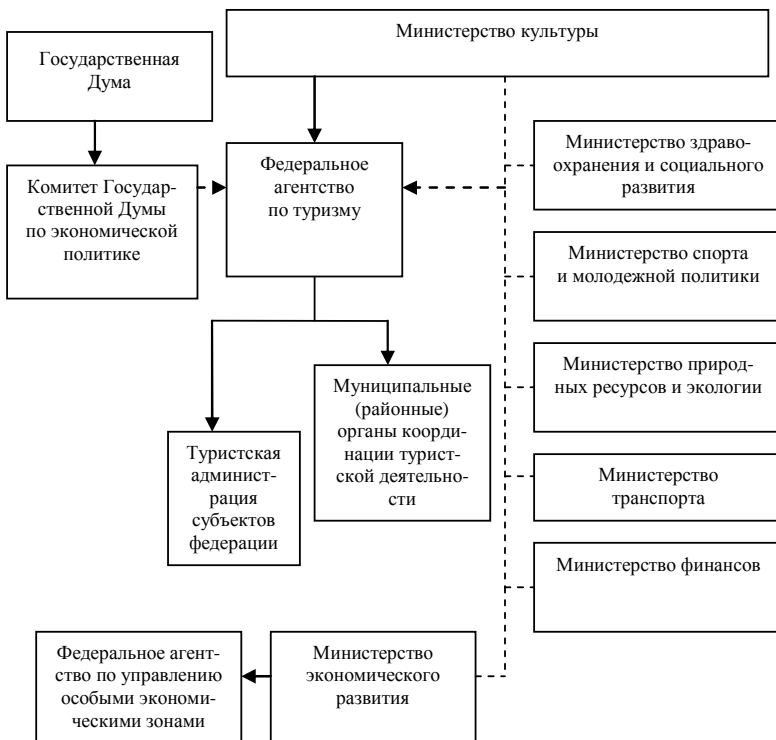 Министерство культуры
Государственная
Дума
Федеральное
агентство
по туризму
Комитет Государ-
ственной Думы
по экономической
политике
Министерство здраво-
охранения и социального
развития
Министерство спорта
и молодежной политики
Министерство природ-
ных ресурсов и экологии
Муниципальные
(районные)
органы коорди-
нации турист-
ской деятельно-
сти
Туристская
админист-
рация
субъектов
федерации
Министерство
транспорта
Министерство финансов
Федеральное агент-
ство по управлению
особыми экономи-
ческими зонами
Министерство
экономического
развития